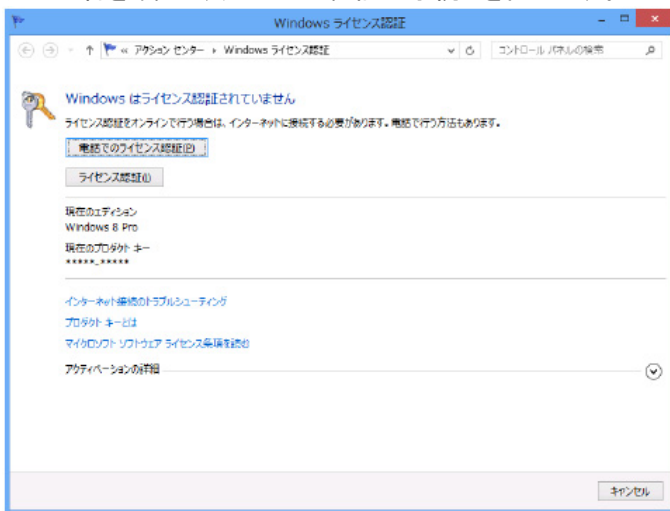 Windows ライセンス認証
« アクション センター ▸ Windows ライセンス認証
コントロール パネルの検索
Windows はライセンス認証されていません
ライセンス認証をオンラインで行う場合は、インターネットに接続する必要があります。電話で行う方法もあります。
電話でのライセンス認証(P)
ライセンス認証(I)
現在のエディション
Windows 8 Pro
現在のプロダクト キー
*****-*****
インターネット接続のトラブルシューティング
プロダクト キーとは
マイクロソフト ソフトウェア ライセンス条項を読む
アクティベーションの詳細
キャンセル